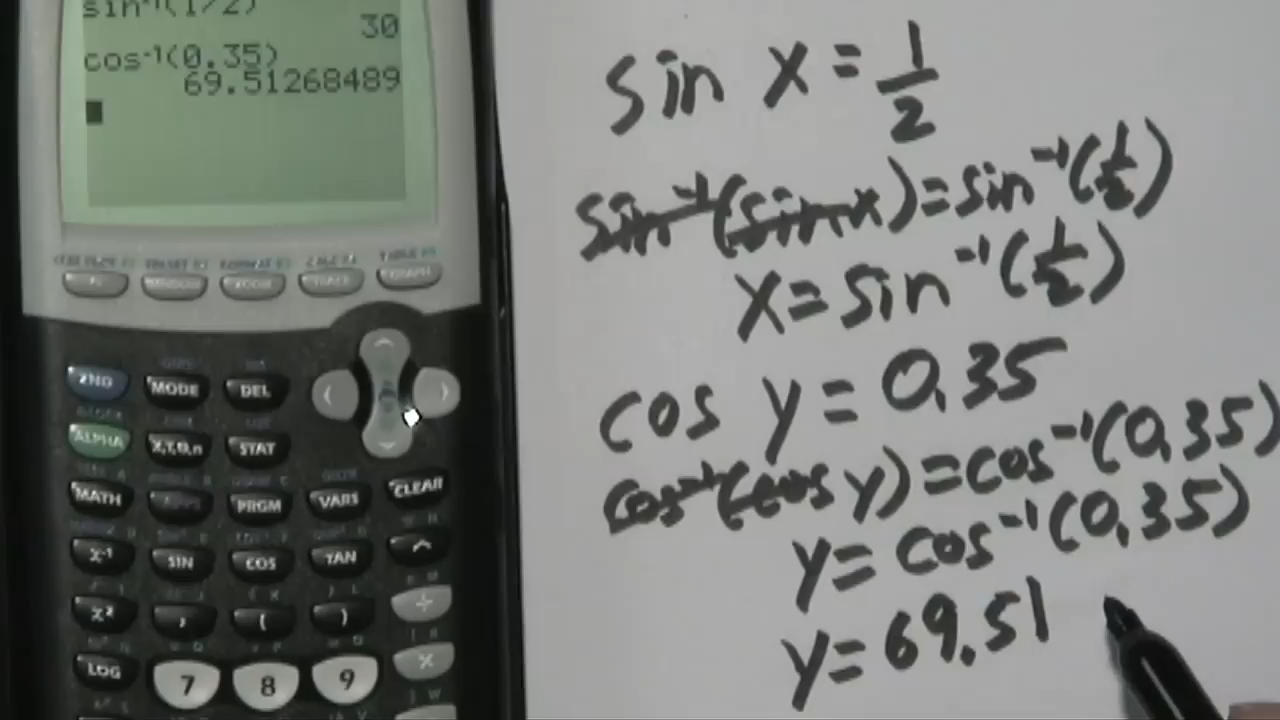 sin⁻¹(1/2)
30
cos⁻¹(0.35)
69.51268489
2ND MODE DEL
ALPHA X,T,θ,n STAT
MATH APPS PRGM VARS CLEAR
x⁻¹ SIN COS TAN ^
x² , ( ) ÷
LOG 7 8 9 ×
sin x = 1/2
sin⁻¹(sin x) = sin⁻¹(1/2)
x = sin⁻¹(1/2)
cos y = 0.35
cos⁻¹(cos y) = cos⁻¹(0.35)
y = cos⁻¹(0.35)
y = 69.51